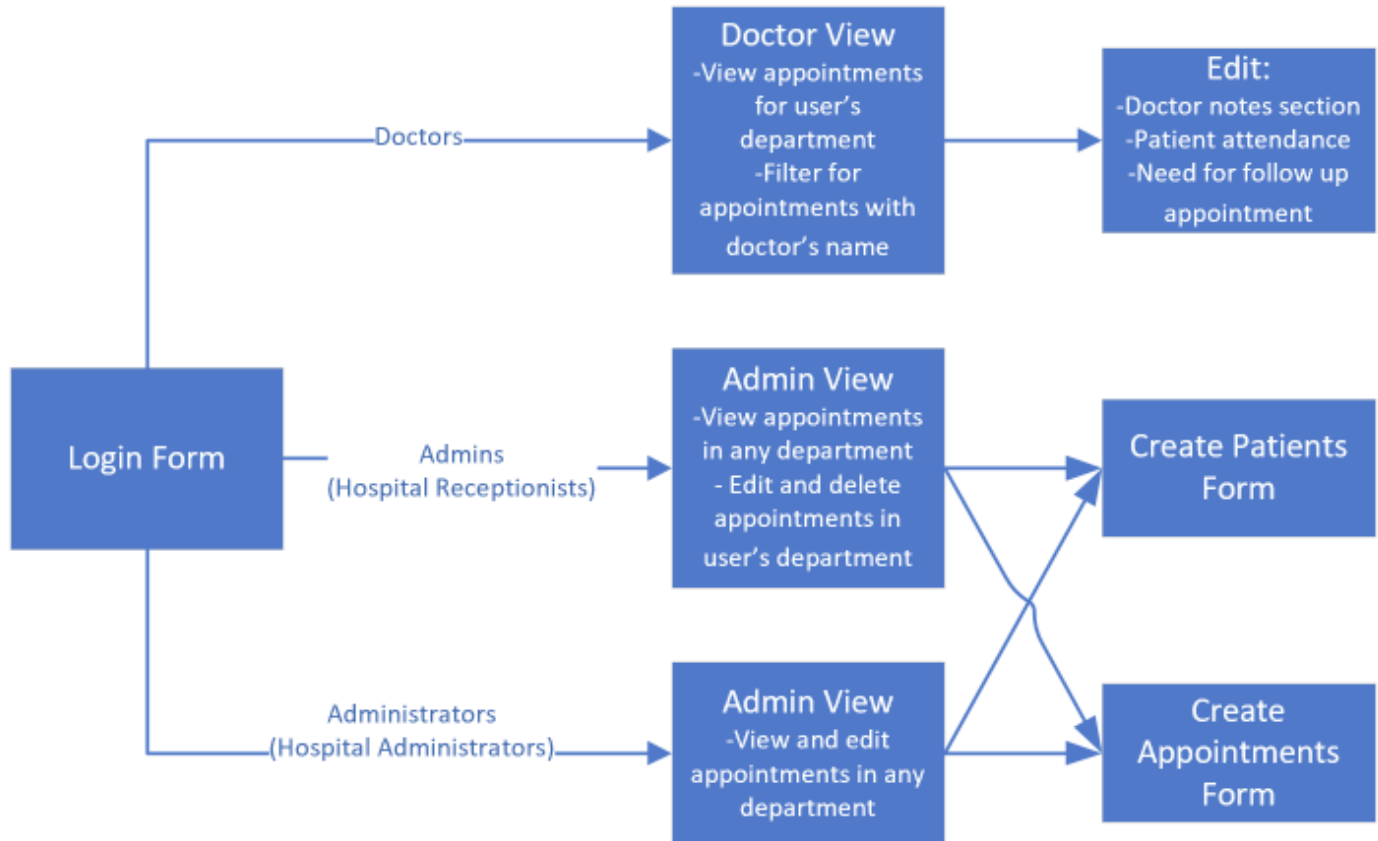 Doctor View
-View appointments
for user's
department
-Filter for
appointments with
doctor's name
Edit:
-Doctor notes section
-Patient attendance
-Need for follow up
appointment
Doctors
Login Form
Admins
(Hospital Receptionists)
Admin View
-View appointments
in any department
- Edit and delete
appointments in
user's department
Create Patients
Form
Administrators
(Hospital Administrators)
Admin View
-View and edit
appointments in any
department
Create
Appointments
Form